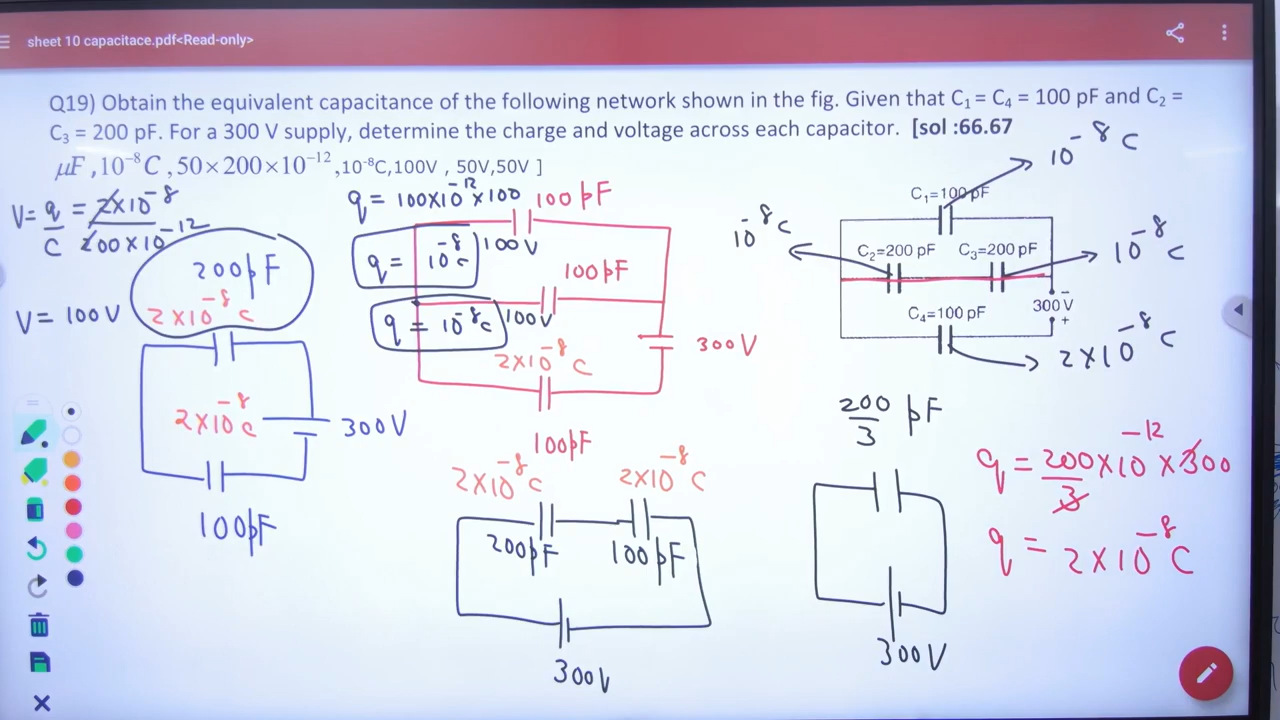 sheet 10 capacitace.pdf<Read-only>
Q19) Obtain the equivalent capacitance of the following network shown in the fig. Given that C₁ = C₄ = 100 pF and C₂ =
C₃ = 200 pF. For a 300 V supply, determine the charge and voltage across each capacitor. [sol :66.67
μF ,10⁻⁸C ,50×200×10⁻¹² ,10⁻⁸C,100V , 50V,50V ]
V= q/C = 2×10⁻⁸ / 200×10⁻¹²
V = 100V
200pF
2×10⁻⁸ C
2×10⁻⁸ C
300V
100pF
q = 100×10⁻¹²×100
100pF
q = 10⁻⁸ C
100V
100pF
q = 10⁻⁸ C
100V
2×10⁻⁸ C
300V
100pF
10⁻⁸ C
C₁=100 pF
10⁻⁸ C
C₂=200 pF
C₃=200 pF
10⁻⁸ C
C₄=100 pF
−
300 V
+
2×10⁻⁸ C
2×10⁻⁸ C
2×10⁻⁸ C
200pF
100pF
300V
200/3 pF
300V
q = 200/3 ×10⁻¹² ×300
q = 2×10⁻⁸ C